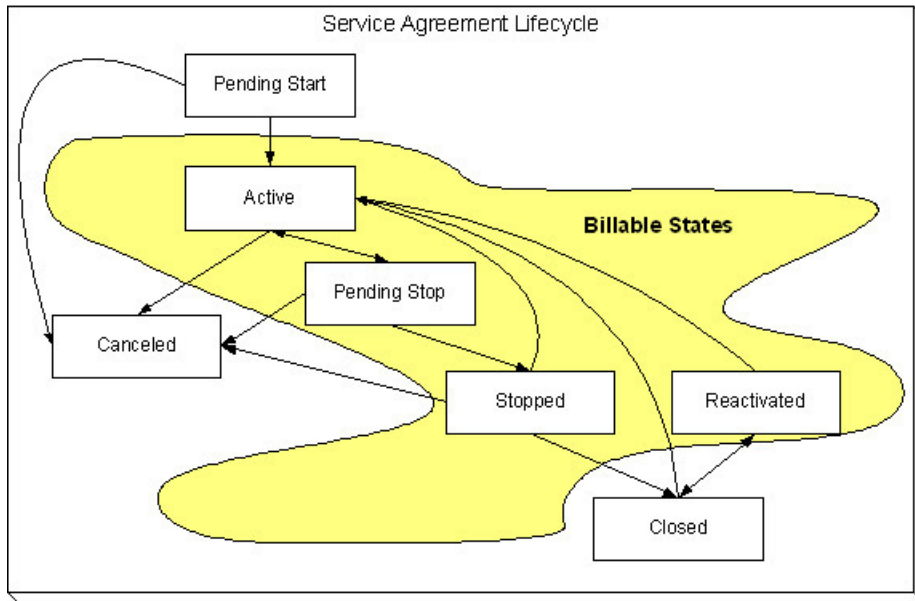 Service Agreement Lifecycle
Pending Start
Active
Billable States
Pending Stop
Canceled
Stopped
Reactivated
Closed